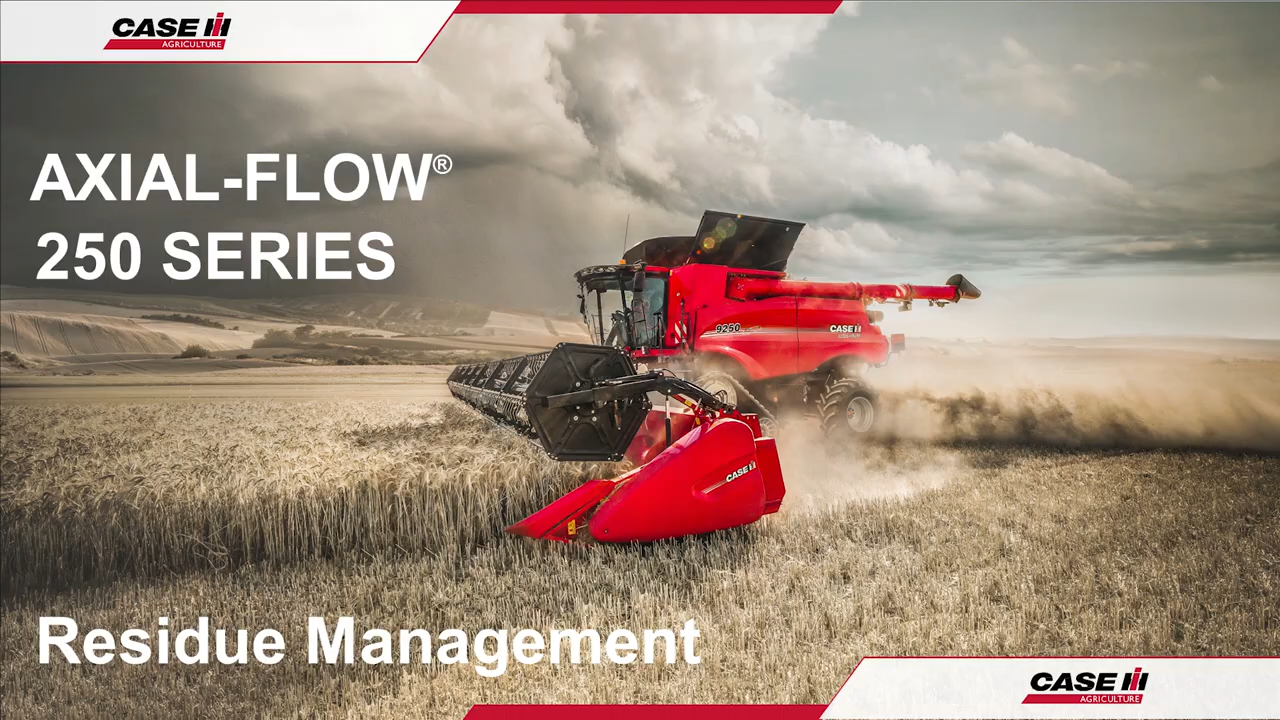 CASE IH
AGRICULTURE
AXIAL-FLOW®
250 SERIES
9250
CASE IH
CASE IH
Residue Management
CASE IH
AGRICULTURE